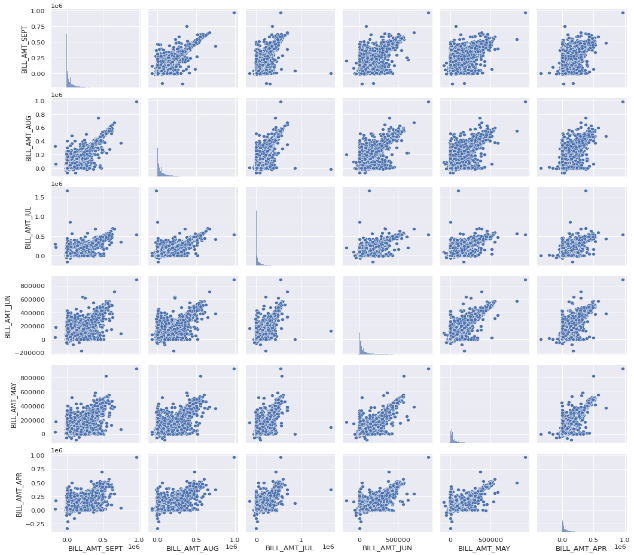 1e6
1.00
0.75
0.50
0.25
0.00
BILL_AMT_SEPT
1e6
1.0
0.8
0.6
0.4
0.2
0.0
BILL_AMT_AUG
1e6
1.5
1.0
0.5
0.0
BILL_AMT_JUL
800000
600000
400000
200000
0
−200000
BILL_AMT_JUN
800000
600000
400000
200000
0
BILL_AMT_MAY
1e6
1.00
0.75
0.50
0.25
0.00
−0.25
BILL_AMT_APR
0.0 0.5 1.0 0.0 0.5 1.0 0 1 0 500000 0 500000 0.0 0.5 1.0
BILL_AMT_SEPT 1e6 BILL_AMT_AUG 1e6 BILL_AMT_JUL 1e6 BILL_AMT_JUN BILL_AMT_MAY BILL_AMT_APR 1e6